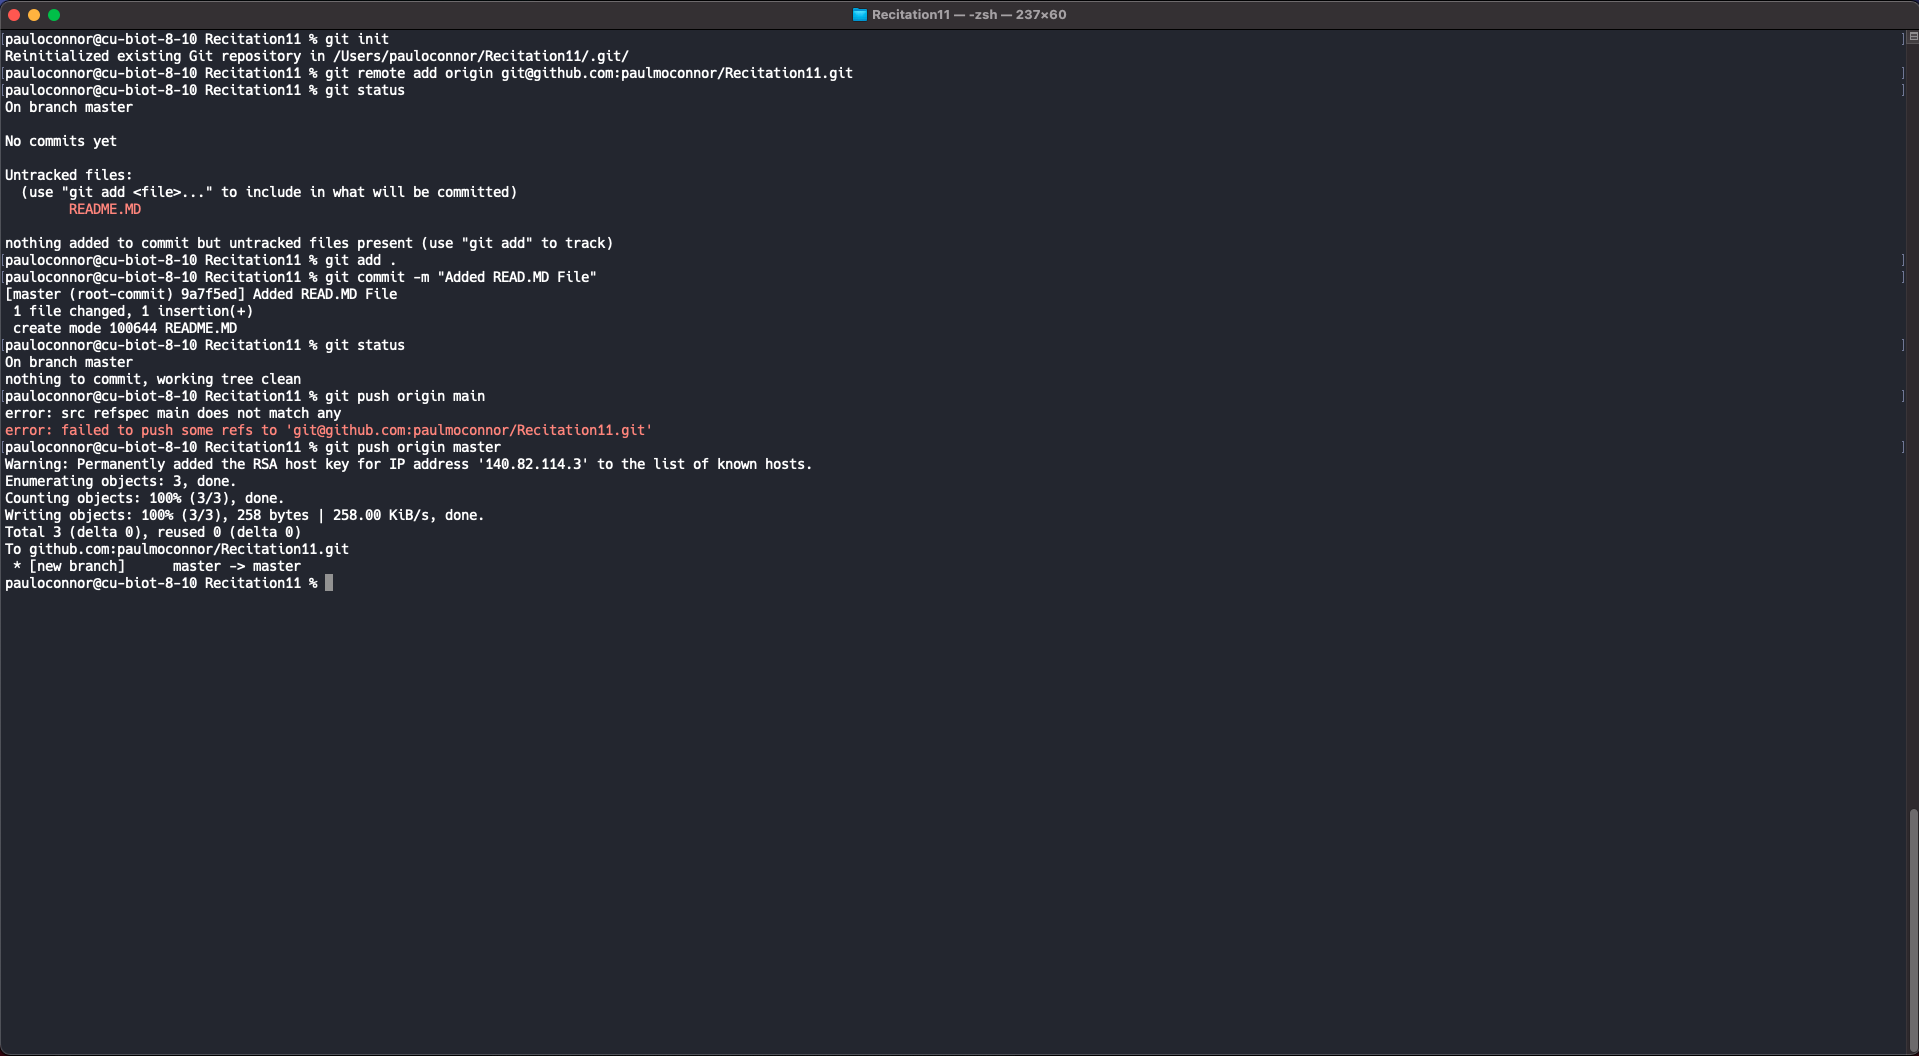 Recitation11 — -zsh — 237×60
[pauloconnor@cu-biot-8-10 Recitation11 % git init ]
Reinitialized existing Git repository in /Users/pauloconnor/Recitation11/.git/
[pauloconnor@cu-biot-8-10 Recitation11 % git remote add origin git@github.com:paulmoconnor/Recitation11.git ]
[pauloconnor@cu-biot-8-10 Recitation11 % git status ]
On branch master
No commits yet
Untracked files:
  (use "git add <file>..." to include in what will be committed)
        README.MD
nothing added to commit but untracked files present (use "git add" to track)
[pauloconnor@cu-biot-8-10 Recitation11 % git add . ]
[pauloconnor@cu-biot-8-10 Recitation11 % git commit -m "Added READ.MD File" ]
[master (root-commit) 9a7f5ed] Added READ.MD File
 1 file changed, 1 insertion(+)
 create mode 100644 README.MD
[pauloconnor@cu-biot-8-10 Recitation11 % git status ]
On branch master
nothing to commit, working tree clean
[pauloconnor@cu-biot-8-10 Recitation11 % git push origin main ]
error: src refspec main does not match any
error: failed to push some refs to 'git@github.com:paulmoconnor/Recitation11.git'
[pauloconnor@cu-biot-8-10 Recitation11 % git push origin master ]
Warning: Permanently added the RSA host key for IP address '140.82.114.3' to the list of known hosts.
Enumerating objects: 3, done.
Counting objects: 100% (3/3), done.
Writing objects: 100% (3/3), 258 bytes | 258.00 KiB/s, done.
Total 3 (delta 0), reused 0 (delta 0)
To github.com:paulmoconnor/Recitation11.git
 * [new branch]      master -> master
pauloconnor@cu-biot-8-10 Recitation11 %